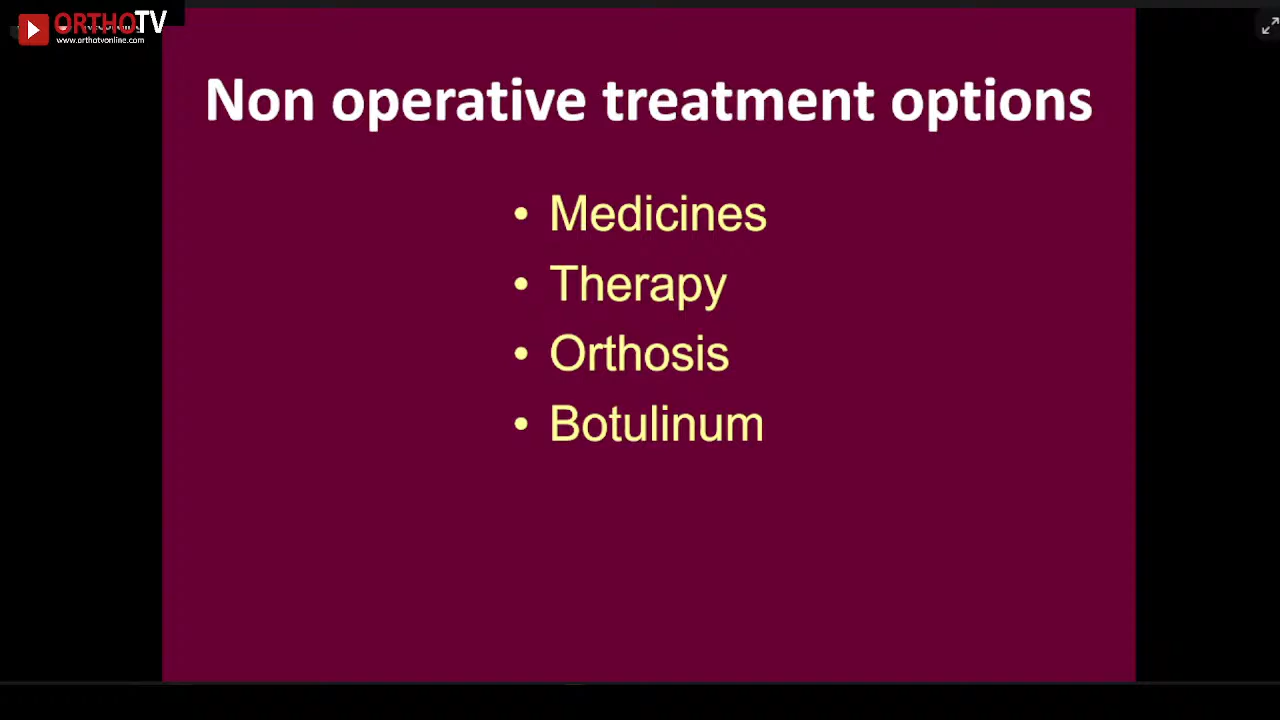 ORTHOTV
www.orthotvonline.com
Non operative treatment options
• Medicines
• Therapy
• Orthosis
• Botulinum